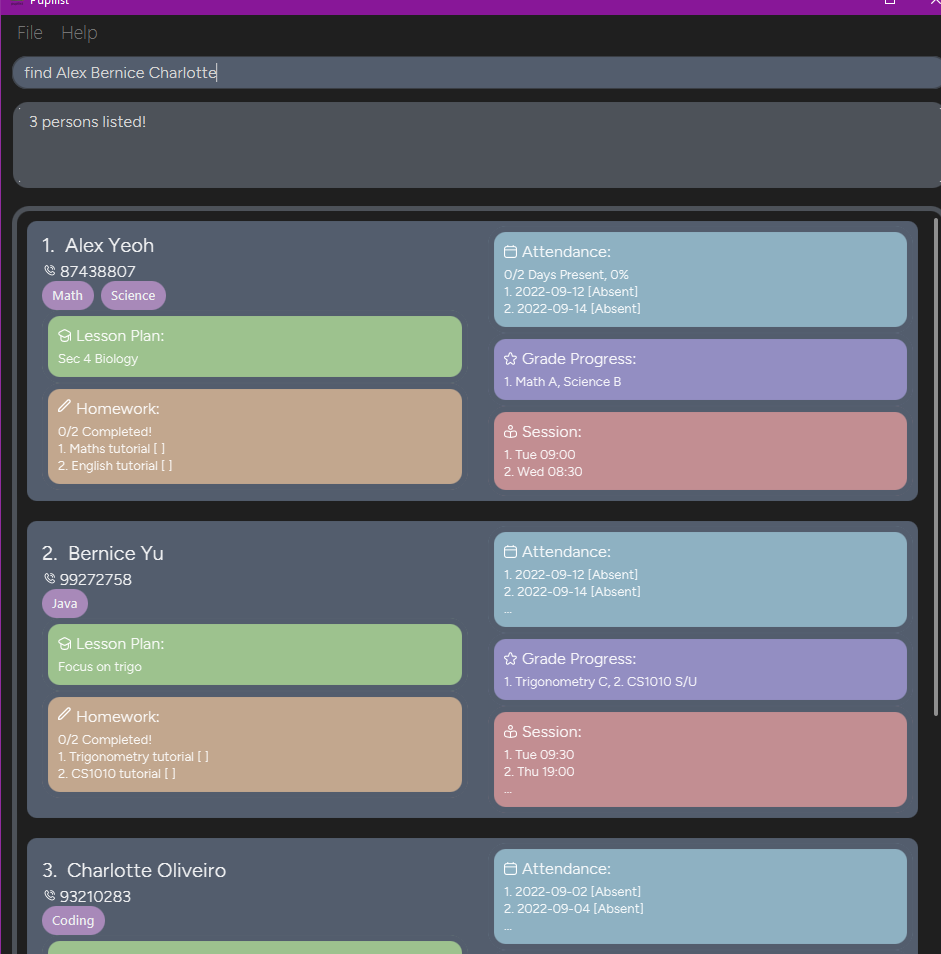 Pupilist
File Help
find Alex Bernice Charlotte
3 persons listed!
1. Alex Yeoh
87438807
Math Science
Lesson Plan:
Sec 4 Biology
Homework:
0/2 Completed!
1. Maths tutorial [ ]
2. English tutorial [ ]
Attendance:
0/2 Days Present, 0%
1. 2022-09-12 [Absent]
2. 2022-09-14 [Absent]
Grade Progress:
1. Math A, Science B
Session:
1. Tue 09:00
2. Wed 08:30
2. Bernice Yu
99272758
Java
Lesson Plan:
Focus on trigo
Homework:
0/2 Completed!
1. Trigonometry tutorial [ ]
2. CS1010 tutorial [ ]
Attendance:
1. 2022-09-12 [Absent]
2. 2022-09-14 [Absent]
...
Grade Progress:
1. Trigonometry C, 2. CS1010 S/U
Session:
1. Tue 09:30
2. Thu 19:00
...
3. Charlotte Oliveiro
93210283
Coding
Attendance:
1. 2022-09-02 [Absent]
2. 2022-09-04 [Absent]
...